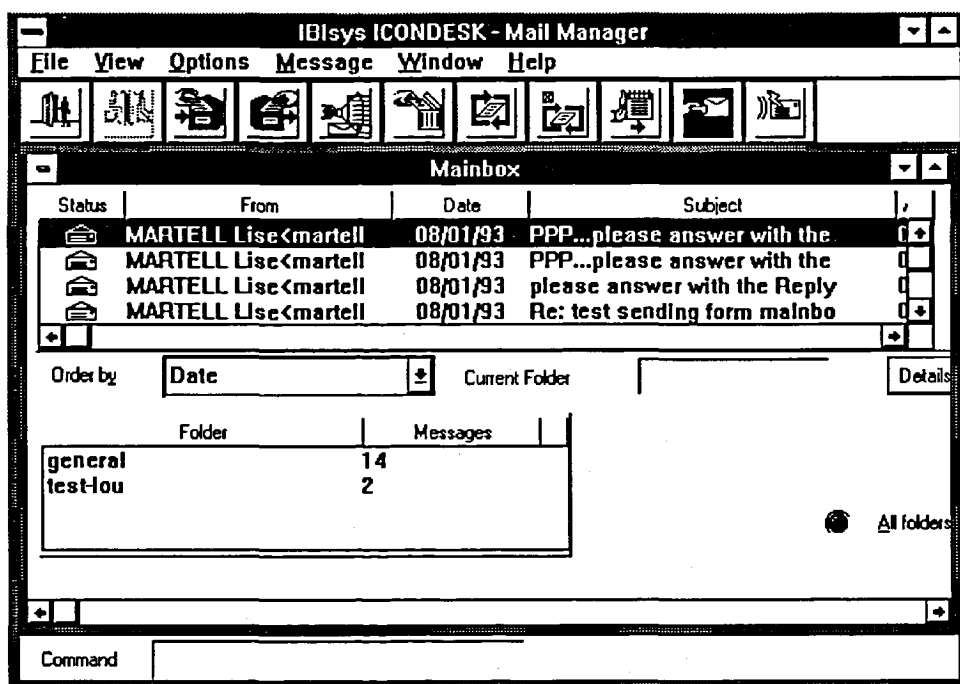 IBIsys ICONDESK - Mail Manager
File View Options Message Window Help
Mainbox
Status From Date Subject
MARTELL Lise<martell 08/01/93 PPP...please answer with the
MARTELL Lise<martell 08/01/93 PPP...please answer with the
MARTELL Lise<martell 08/01/93 please answer with the Reply
MARTELL Lise<martell 08/01/93 Re: test sending form mainbo
Order by Date Current Folder Details
Folder Messages
general 14
test-lou 2
All folders
Command